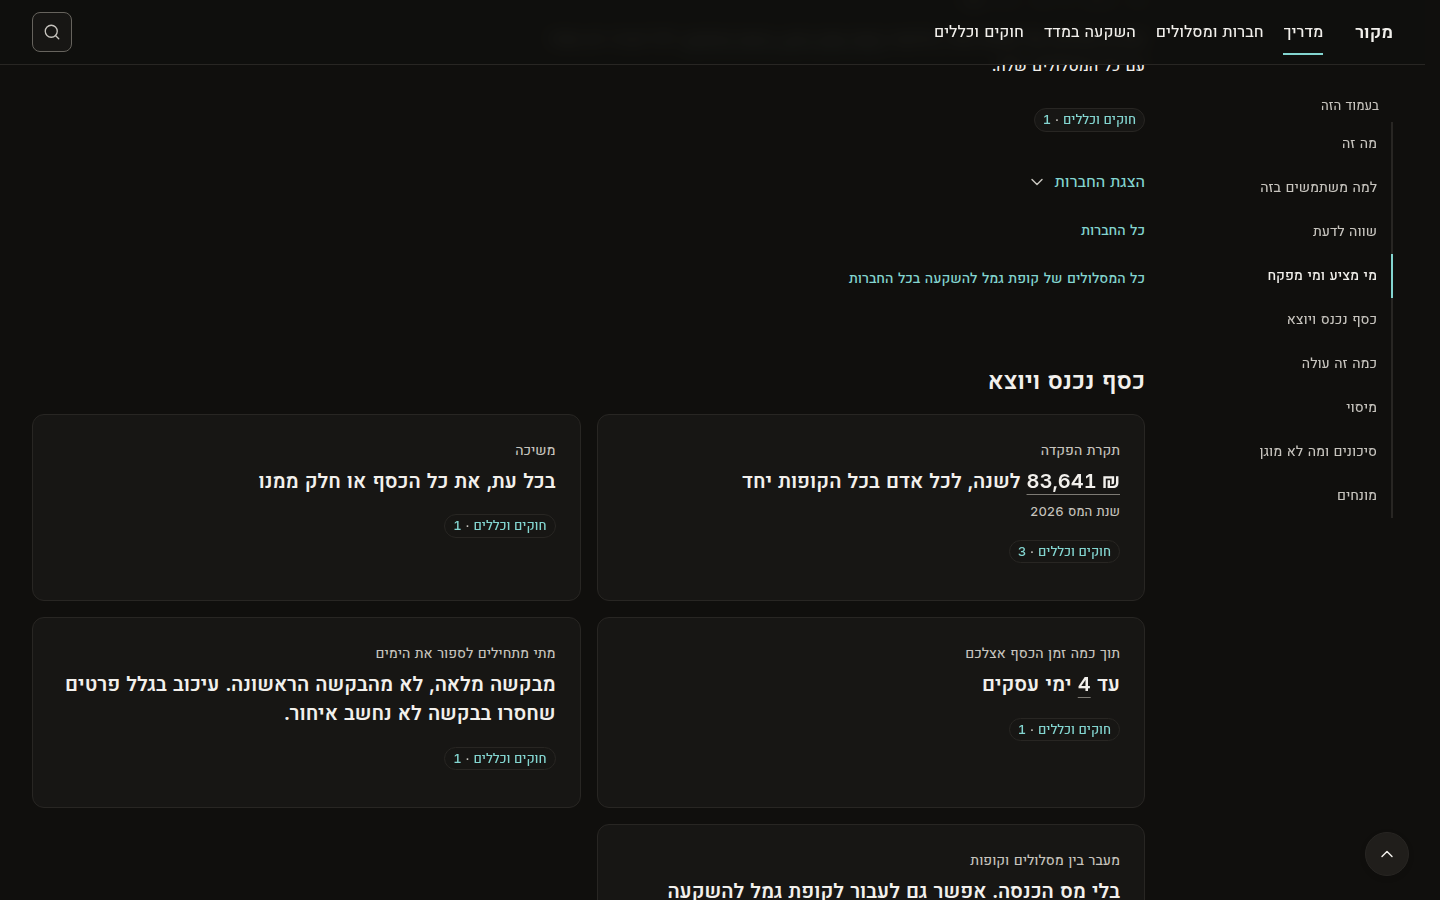 מקור
מדריך
חברות ומסלולים
השקעה במדד
חוקים וכללים
בעמוד הזה
מה זה
למה משתמשים בזה
שווה לדעת
מי מציע ומי מפקח
כסף נכנס ויוצא
כמה זה עולה
מיסוי
סיכונים ומה לא מוגן
מונחים
עם כל המסלולים שלה.
חוקים וכללים · 1
הצגת החברות
כל החברות
כל המסלולים של קופת גמל להשקעה בכל החברות
כסף נכנס ויוצא
תקרת הפקדה
₪ 83,641 לשנה, לכל אדם בכל הקופות יחד
שנת המס 2026
חוקים וכללים · 3
משיכה
בכל עת, את כל הכסף או חלק ממנו
חוקים וכללים · 1
תוך כמה זמן הכסף אצלכם
עד 4 ימי עסקים
חוקים וכללים · 1
מתי מתחילים לספור את הימים
מבקשה מלאה, לא מהבקשה הראשונה. עיכוב בגלל פרטים
שחסרו בבקשה לא נחשב איחור.
חוקים וכללים · 1
מעבר בין מסלולים וקופות
בלי מס הכנסה. אפשר גם לעבור לקופת גמל להשקעה